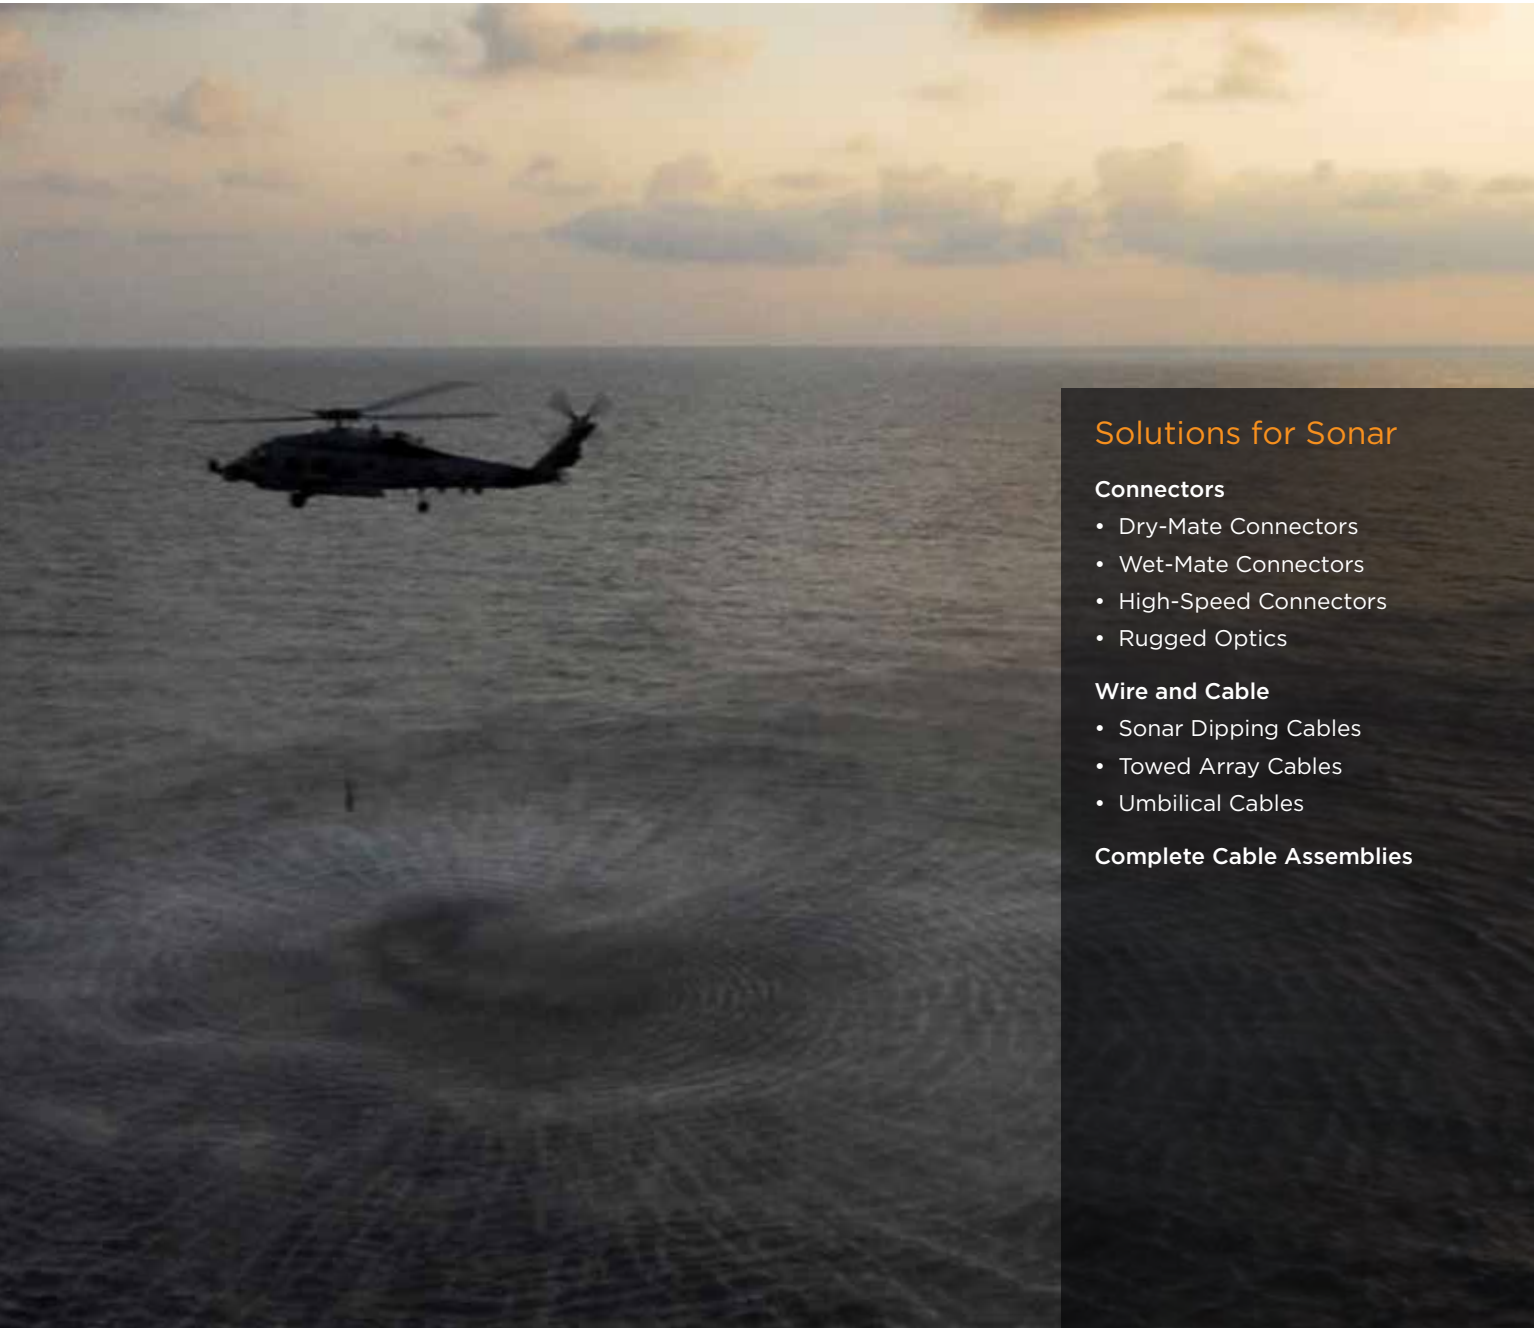 Solutions for Sonar
Connectors
• Dry-Mate Connectors
• Wet-Mate Connectors
• High-Speed Connectors
• Rugged Optics
Wire and Cable
• Sonar Dipping Cables
• Towed Array Cables
• Umbilical Cables
Complete Cable Assemblies